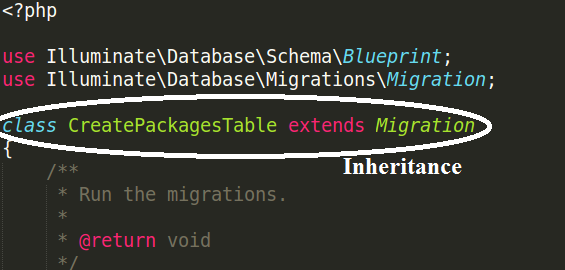 <?php
use Illuminate\Database\Schema\Blueprint;
use Illuminate\Database\Migrations\Migration;
class CreatePackagesTable extends Migration
{
Inheritance
/**
* Run the migrations.
*
* @return void
*/